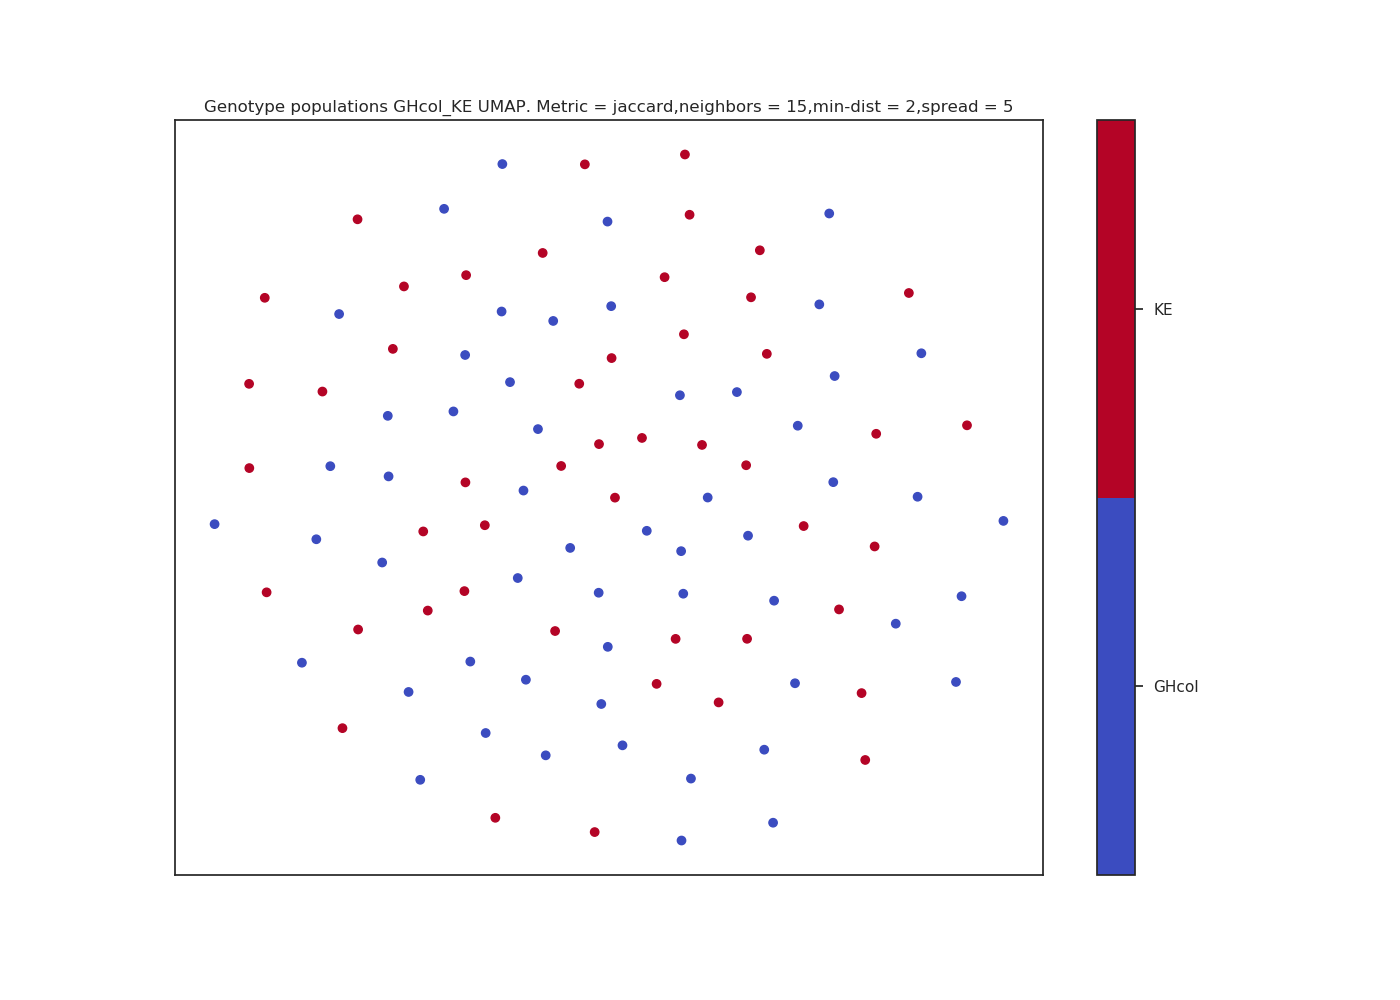 Genotype populations GHcol_KE UMAP. Metric = jaccard,neighbors = 15,min-dist = 2,spread = 5
KE
GHcol